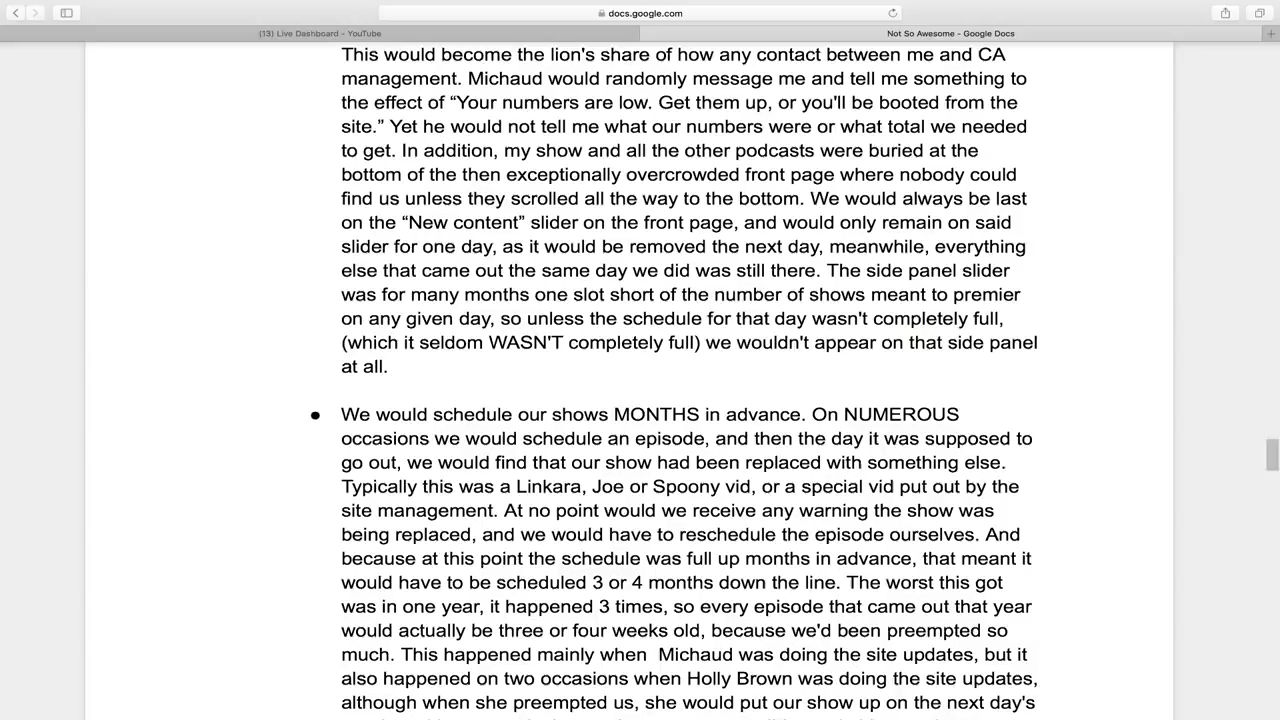 docs.google.com
(13) Live Dashboard - YouTube
Not So Awesome - Google Docs
This would become the lion's share of how any contact between me and CA
management. Michaud would randomly message me and tell me something to
the effect of “Your numbers are low. Get them up, or you'll be booted from the
site.” Yet he would not tell me what our numbers were or what total we needed
to get. In addition, my show and all the other podcasts were buried at the
bottom of the then exceptionally overcrowded front page where nobody could
find us unless they scrolled all the way to the bottom. We would always be last
on the “New content” slider on the front page, and would only remain on said
slider for one day, as it would be removed the next day, meanwhile, everything
else that came out the same day we did was still there. The side panel slider
was for many months one slot short of the number of shows meant to premier
on any given day, so unless the schedule for that day wasn't completely full,
(which it seldom WASN'T completely full) we wouldn't appear on that side panel
at all.
● We would schedule our shows MONTHS in advance. On NUMEROUS
occasions we would schedule an episode, and then the day it was supposed to
go out, we would find that our show had been replaced with something else.
Typically this was a Linkara, Joe or Spoony vid, or a special vid put out by the
site management. At no point would we receive any warning the show was
being replaced, and we would have to reschedule the episode ourselves. And
because at this point the schedule was full up months in advance, that meant it
would have to be scheduled 3 or 4 months down the line. The worst this got
was in one year, it happened 3 times, so every episode that came out that year
would actually be three or four weeks old, because we'd been preempted so
much. This happened mainly when  Michaud was doing the site updates, but it
also happened on two occasions when Holly Brown was doing the site updates,
although when she preempted us, she would put our show up on the next day's